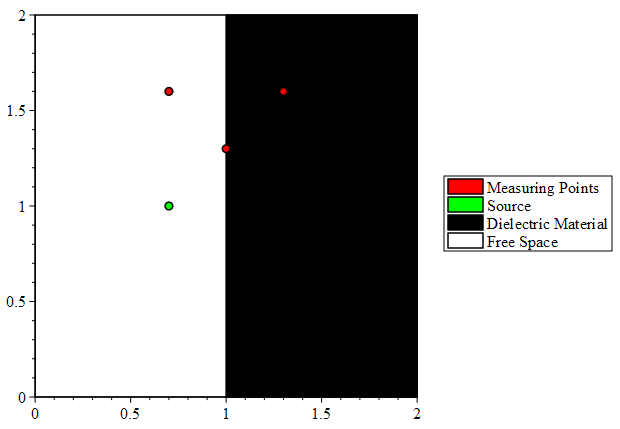 2
1.5
1
0.5
0
0
0.5
1
1.5
2
Measuring Points
Source
Dielectric Material
Free Space